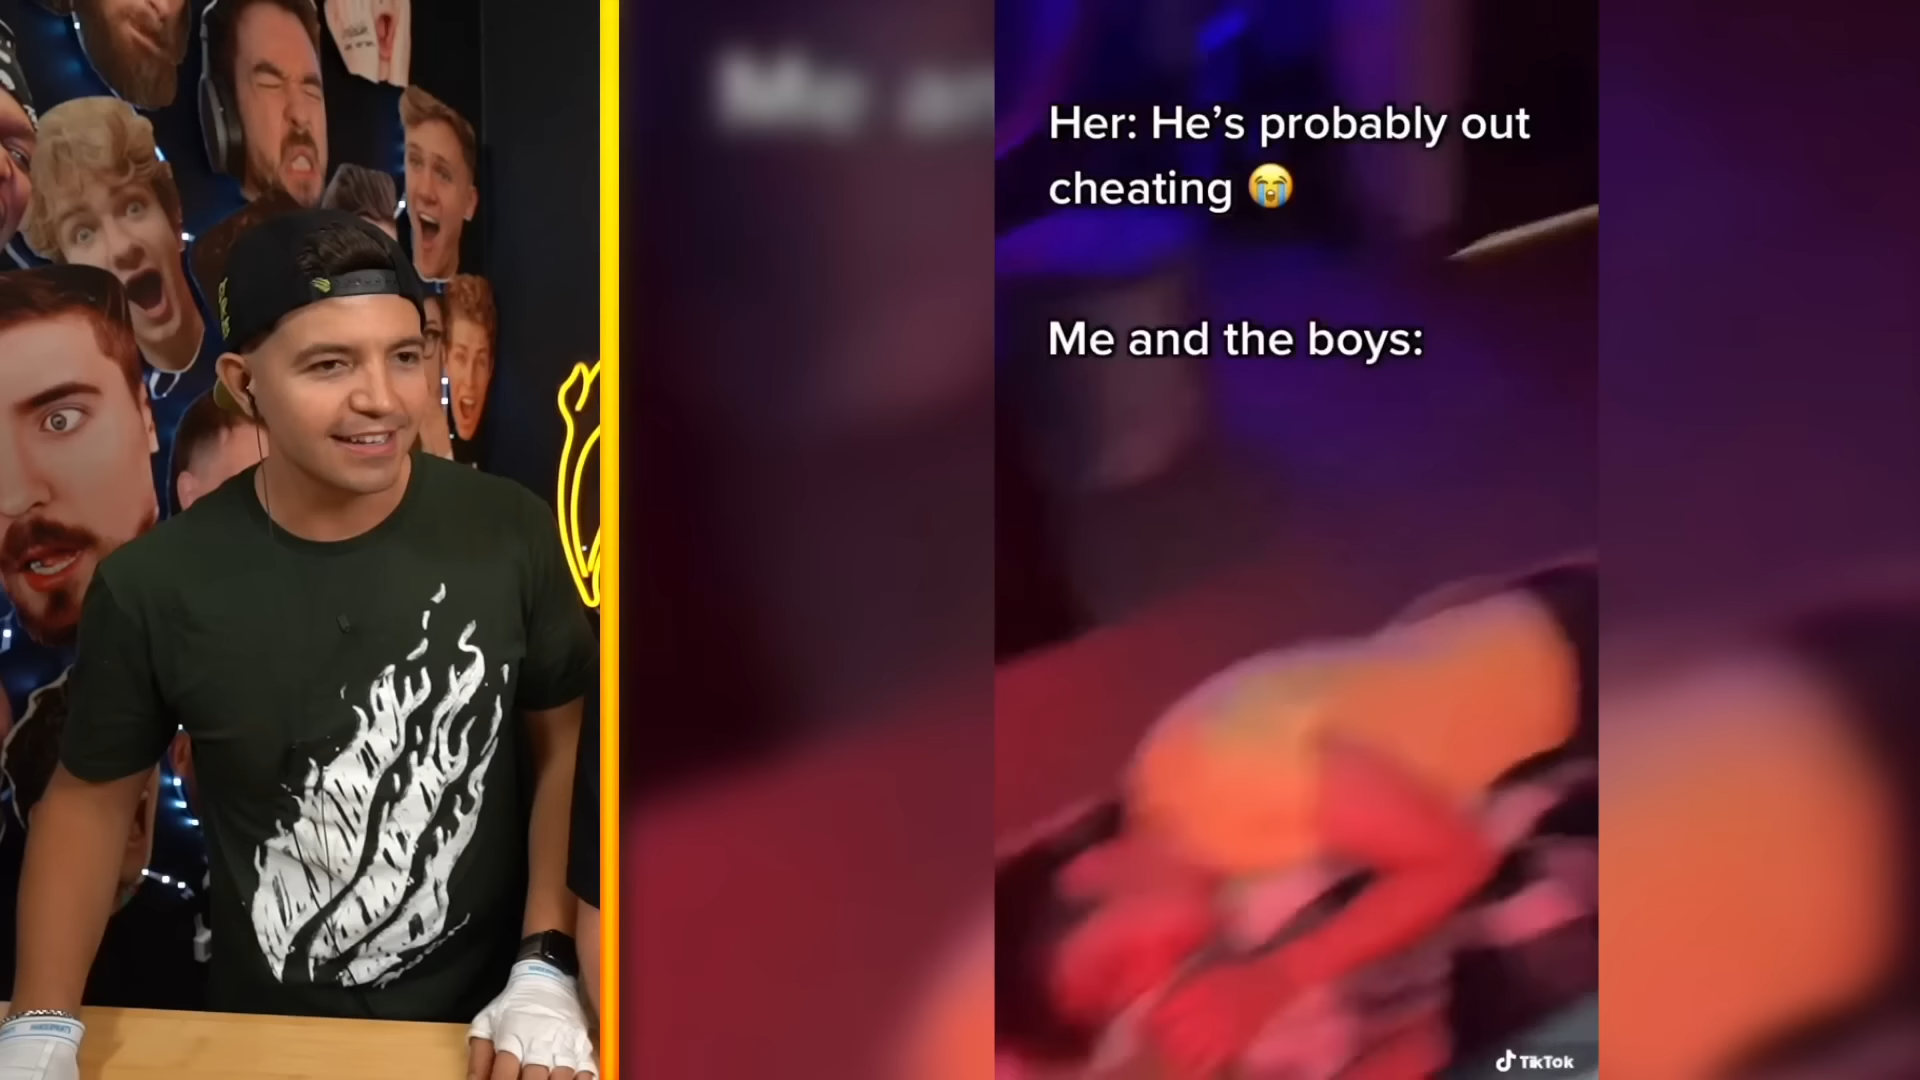 Her: He's probably out
cheating 😭
Me and the boys:
TikTok